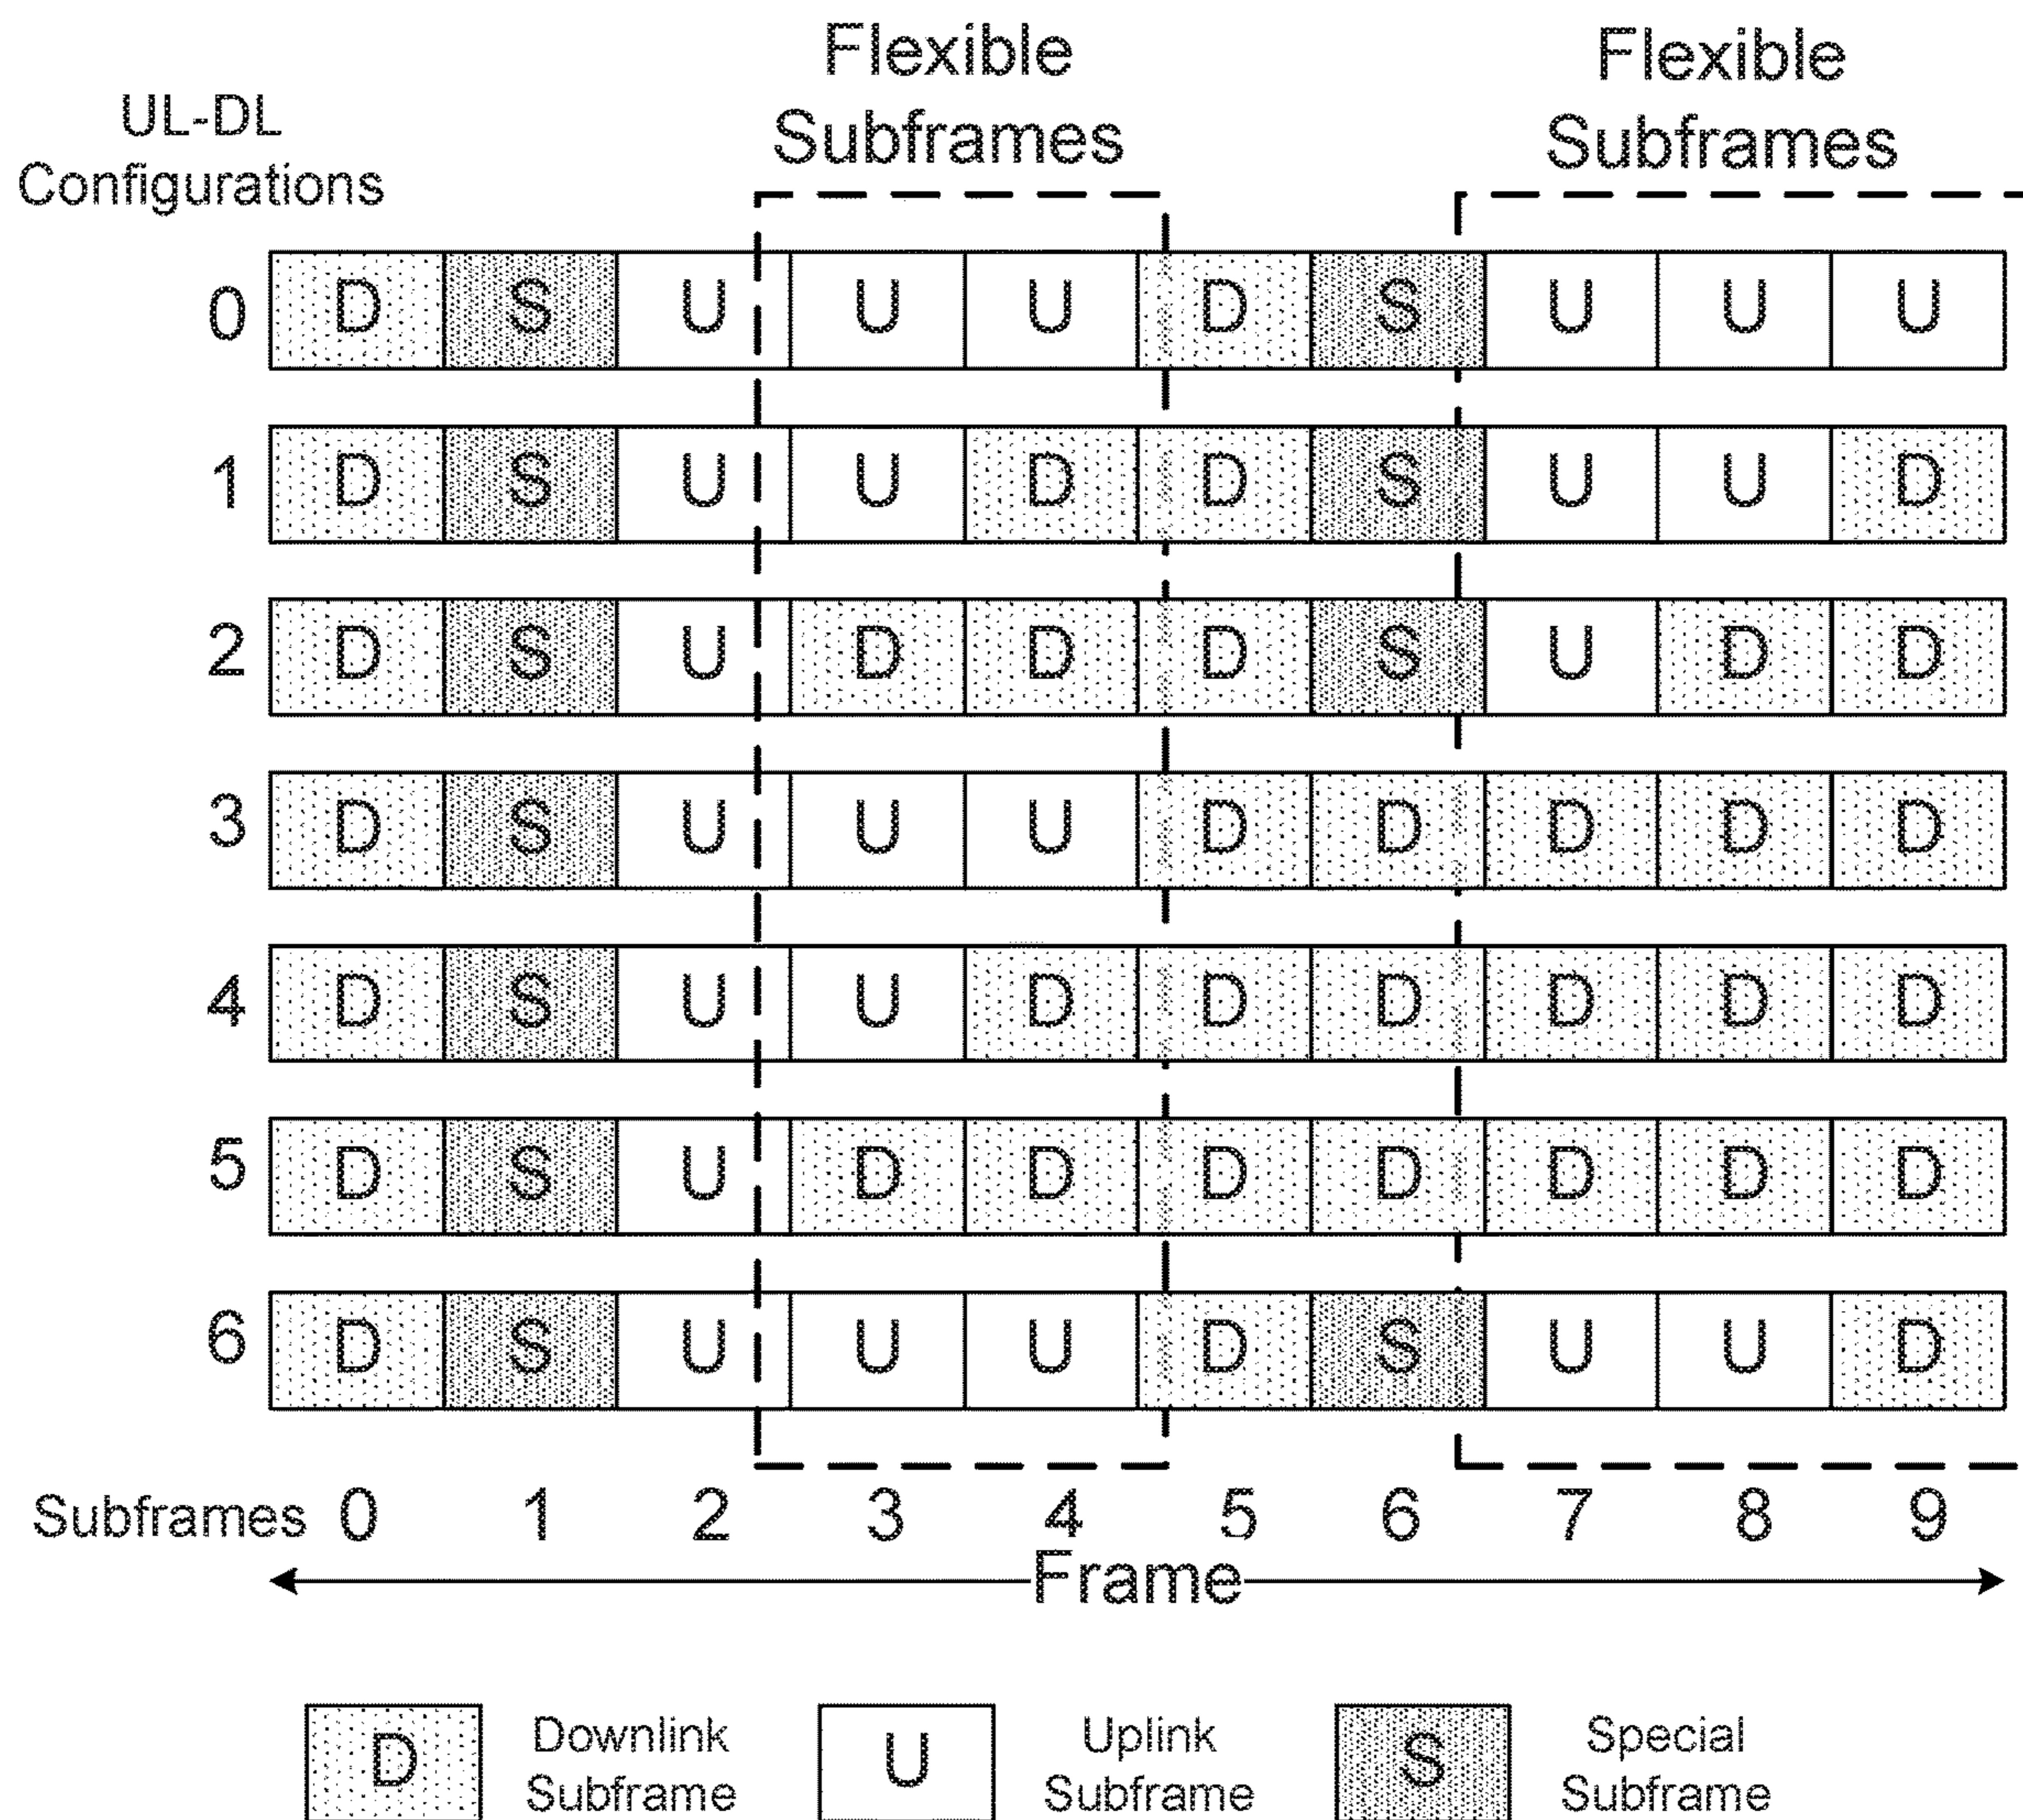 Flexible Subframes
Flexible Subframes
UL-DL Configurations
0 D S U U U D S U U U
1 D S U U D D S U U D
2 D S U D D D S U D D
3 D S U U U D D D D D
4 D S U U D D D D D D
5 D S U D D D D D D D
6 D S U U U D S U U D
Subframes 0 1 2 3 4 5 6 7 8 9
Frame
D Downlink Subframe
U Uplink Subframe
S Special Subframe